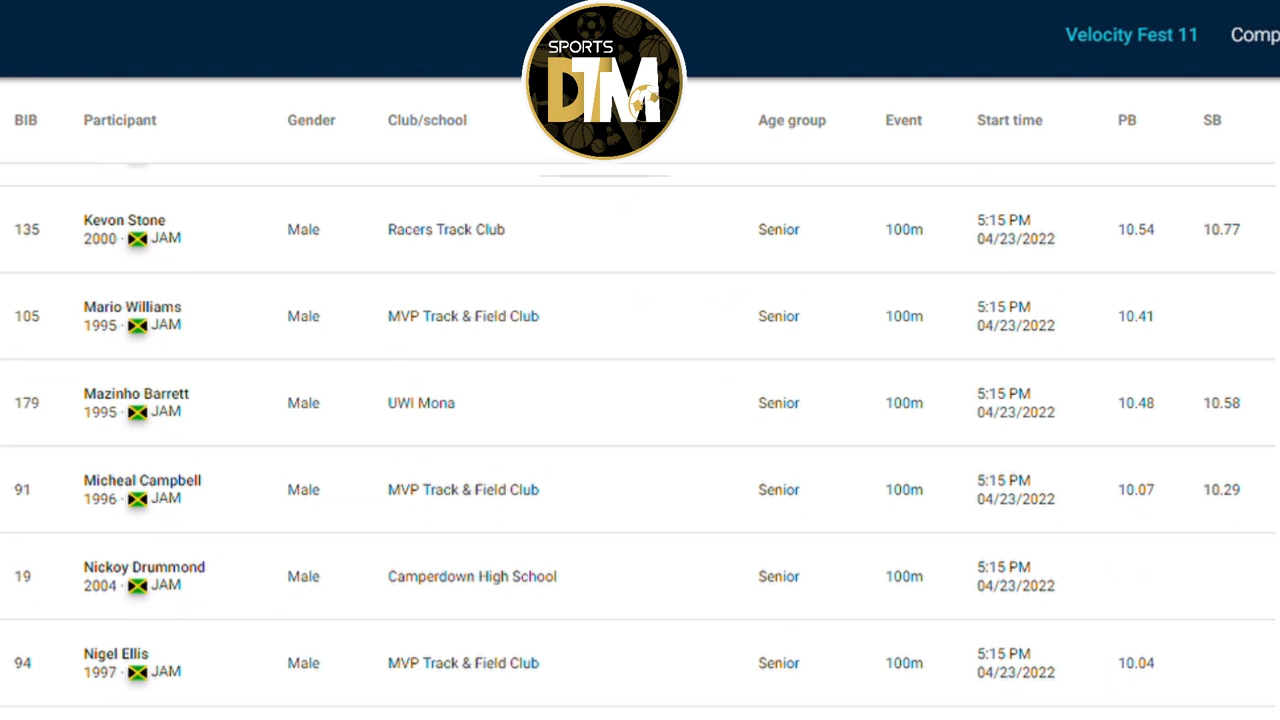 Velocity Fest 11 Comp
SPORTS
DTM
BIB Participant Gender Club/school Age group Event Start time PB SB
135 Kevon Stone 2000 · JAM Male Racers Track Club Senior 100m 5:15 PM 04/23/2022 10.54 10.77
105 Mario Williams 1995 · JAM Male MVP Track & Field Club Senior 100m 5:15 PM 04/23/2022 10.41
179 Mazinho Barrett 1995 · JAM Male UWI Mona Senior 100m 5:15 PM 04/23/2022 10.48 10.58
91 Micheal Campbell 1996 · JAM Male MVP Track & Field Club Senior 100m 5:15 PM 04/23/2022 10.07 10.29
19 Nickoy Drummond 2004 · JAM Male Camperdown High School Senior 100m 5:15 PM 04/23/2022
94 Nigel Ellis 1997 · JAM Male MVP Track & Field Club Senior 100m 5:15 PM 04/23/2022 10.04